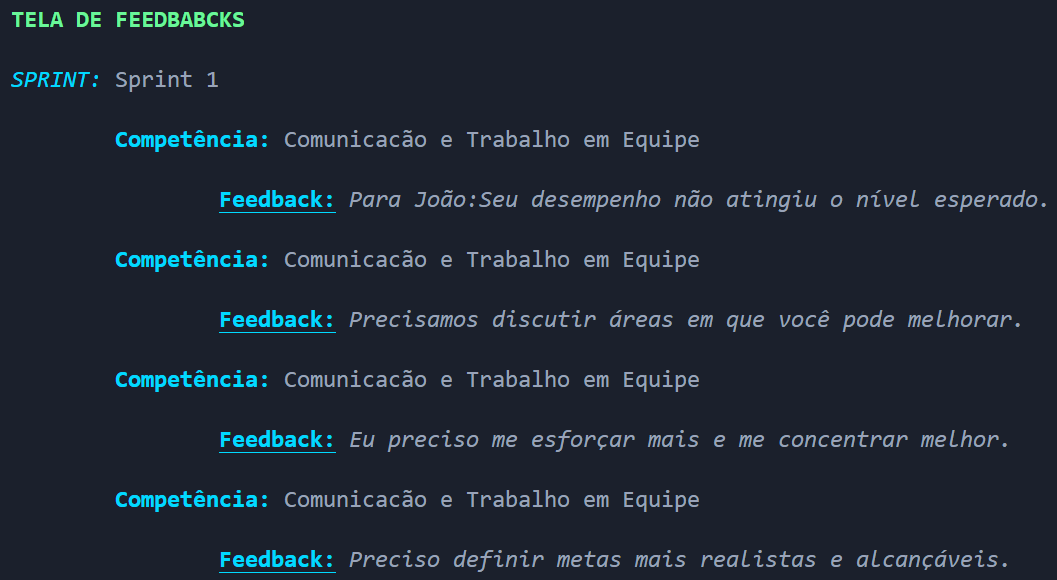 TELA DE FEEDBABCKS
SPRINT: Sprint 1
Competência: Comunicacão e Trabalho em Equipe
Feedback: Para João:Seu desempenho não atingiu o nível esperado.
Competência: Comunicacão e Trabalho em Equipe
Feedback: Precisamos discutir áreas em que você pode melhorar.
Competência: Comunicacão e Trabalho em Equipe
Feedback: Eu preciso me esforçar mais e me concentrar melhor.
Competência: Comunicacão e Trabalho em Equipe
Feedback: Preciso definir metas mais realistas e alcançáveis.